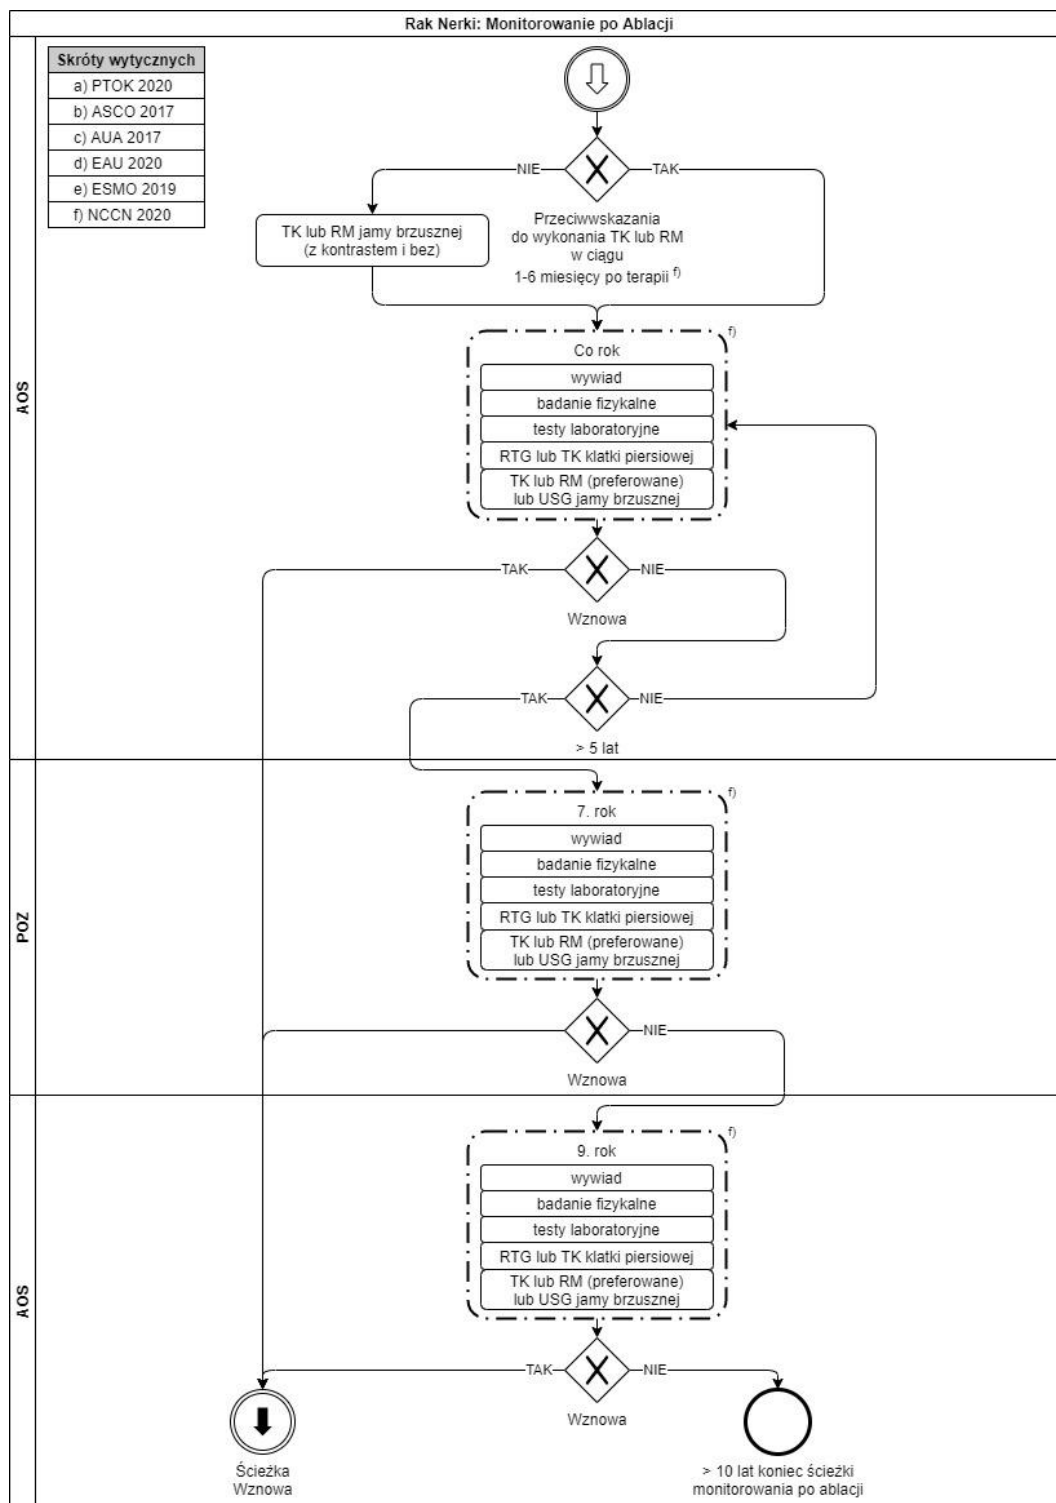 Rak Nerki: Monitorowanie po Ablacji
Skróty wytycznych
a) PTOK 2020
b) ASCO 2017
c) AUA 2017
d) EAU 2020
e) ESMO 2019
f) NCCN 2020
AOS
NIE
TAK
Przeciwwskazania
do wykonania TK lub RM
w ciągu
1-6 miesięcy po terapii f)
TK lub RM jamy brzusznej
(z kontrastem i bez)
f)
Co rok
wywiad
badanie fizykalne
testy laboratoryjne
RTG lub TK klatki piersiowej
TK lub RM (preferowane)
lub USG jamy brzusznej
TAK
NIE
Wznowa
TAK
NIE
> 5 lat
POZ
f)
7. rok
wywiad
badanie fizykalne
testy laboratoryjne
RTG lub TK klatki piersiowej
TK lub RM (preferowane)
lub USG jamy brzusznej
NIE
Wznowa
AOS
f)
9. rok
wywiad
badanie fizykalne
testy laboratoryjne
RTG lub TK klatki piersiowej
TK lub RM (preferowane)
lub USG jamy brzusznej
TAK
NIE
Wznowa
Ścieżka
Wznowa
> 10 lat koniec ścieżki
monitorowania po ablacji